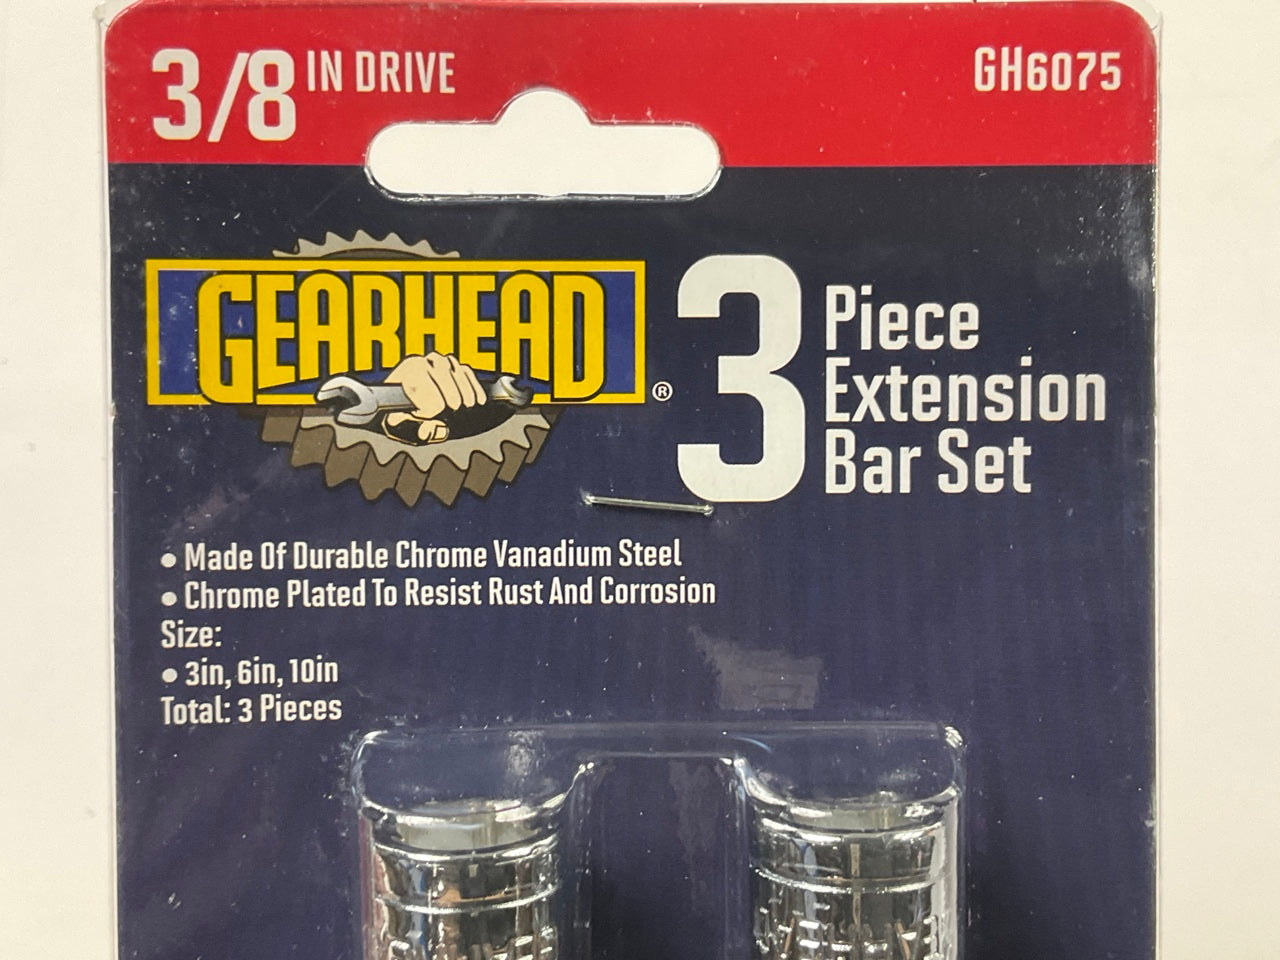 3/8 IN DRIVE
GH6075
GEARHEAD
®
3 Piece
Extension
Bar Set
• Made Of Durable Chrome Vanadium Steel
• Chrome Plated To Resist Rust And Corrosion
Size:
• 3in, 6in, 10in
Total: 3 Pieces